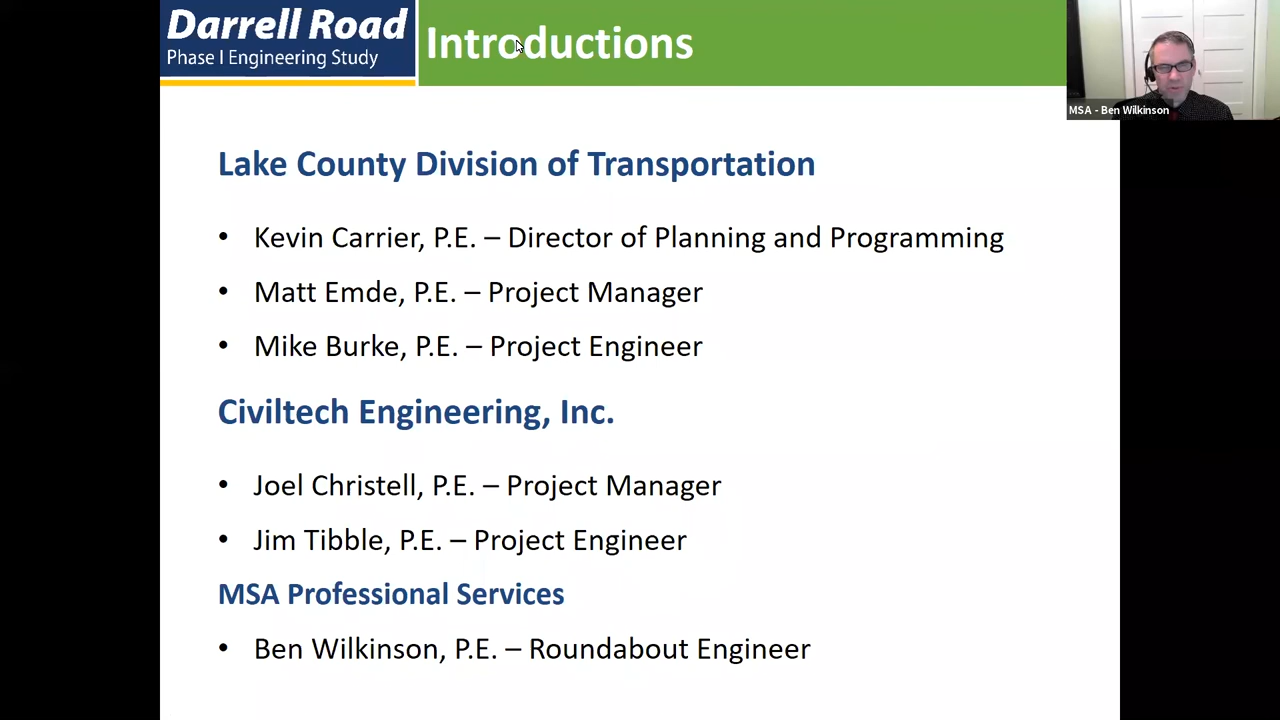 Darrell Road
Phase I Engineering Study
Introductions
MSA - Ben Wilkinson
Lake County Division of Transportation
• Kevin Carrier, P.E. – Director of Planning and Programming
• Matt Emde, P.E. – Project Manager
• Mike Burke, P.E. – Project Engineer
Civiltech Engineering, Inc.
• Joel Christell, P.E. – Project Manager
• Jim Tibble, P.E. – Project Engineer
MSA Professional Services
• Ben Wilkinson, P.E. – Roundabout Engineer